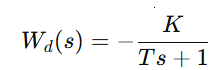 W_d(s) = -\frac{K}{Ts + 1}